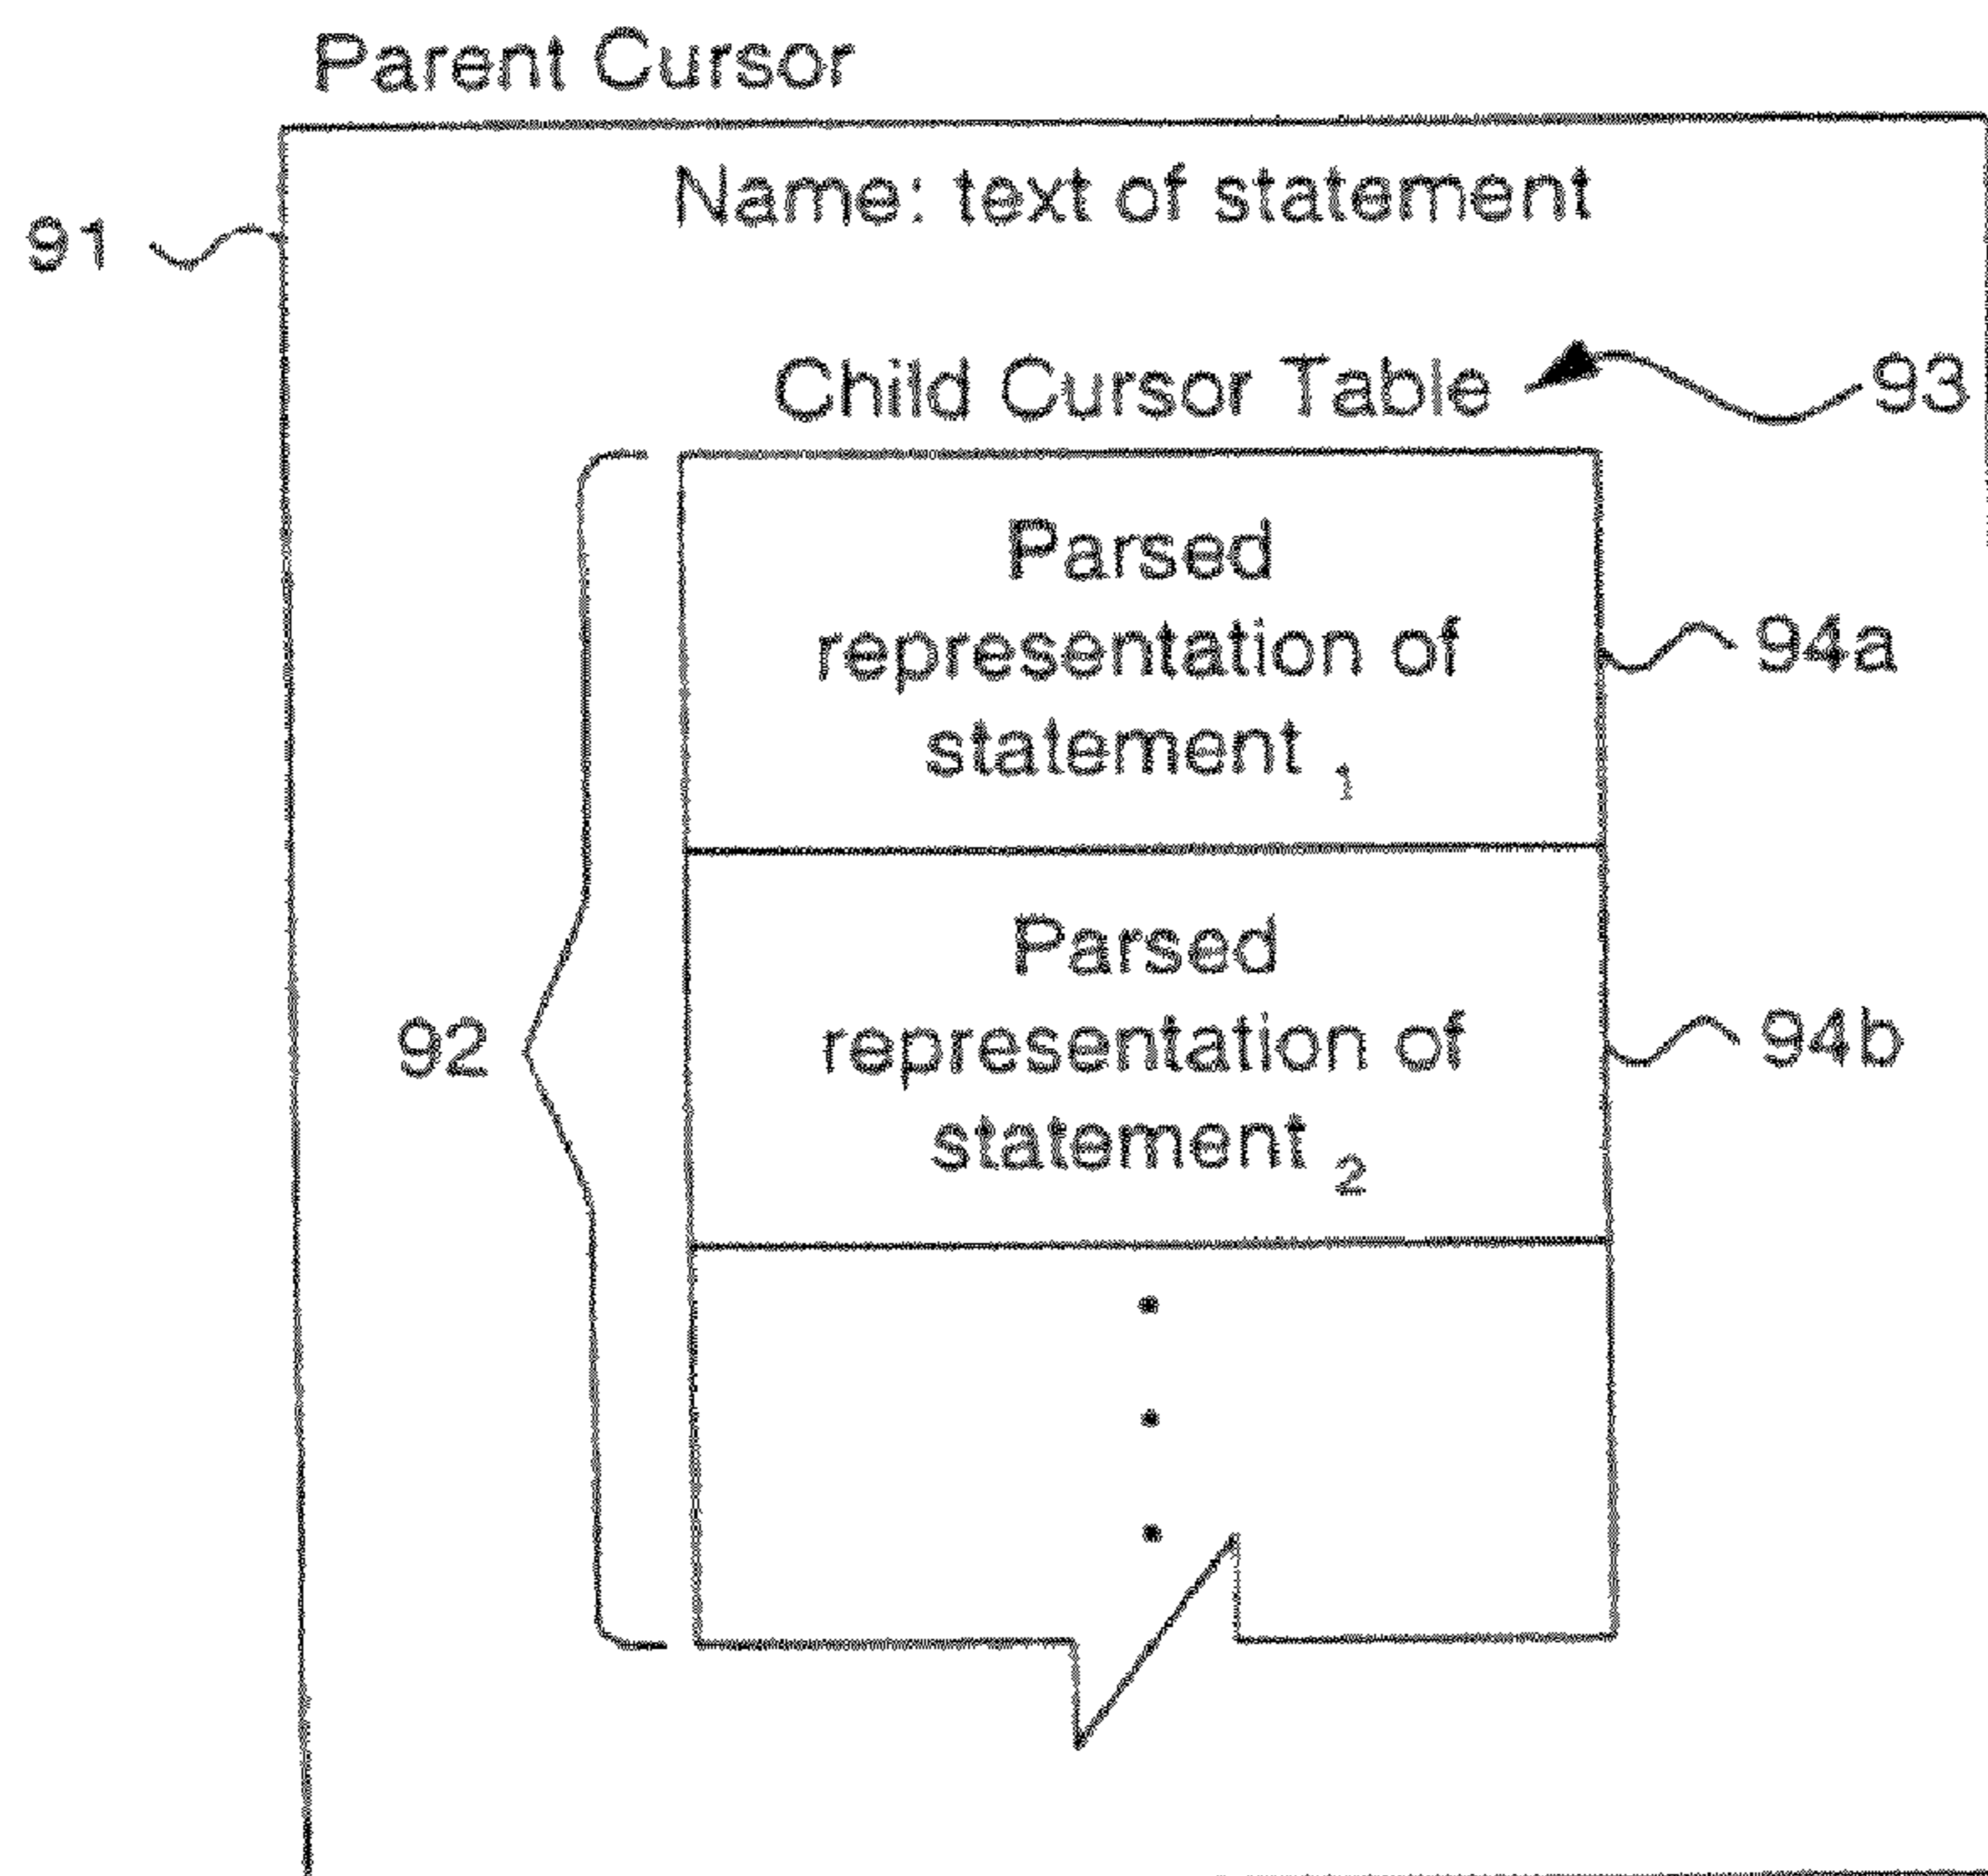 Parent Cursor
Name: text of statement
91
Child Cursor Table
93
Parsed
representation of
statement 1
94a
Parsed
representation of
statement 2
94b
92